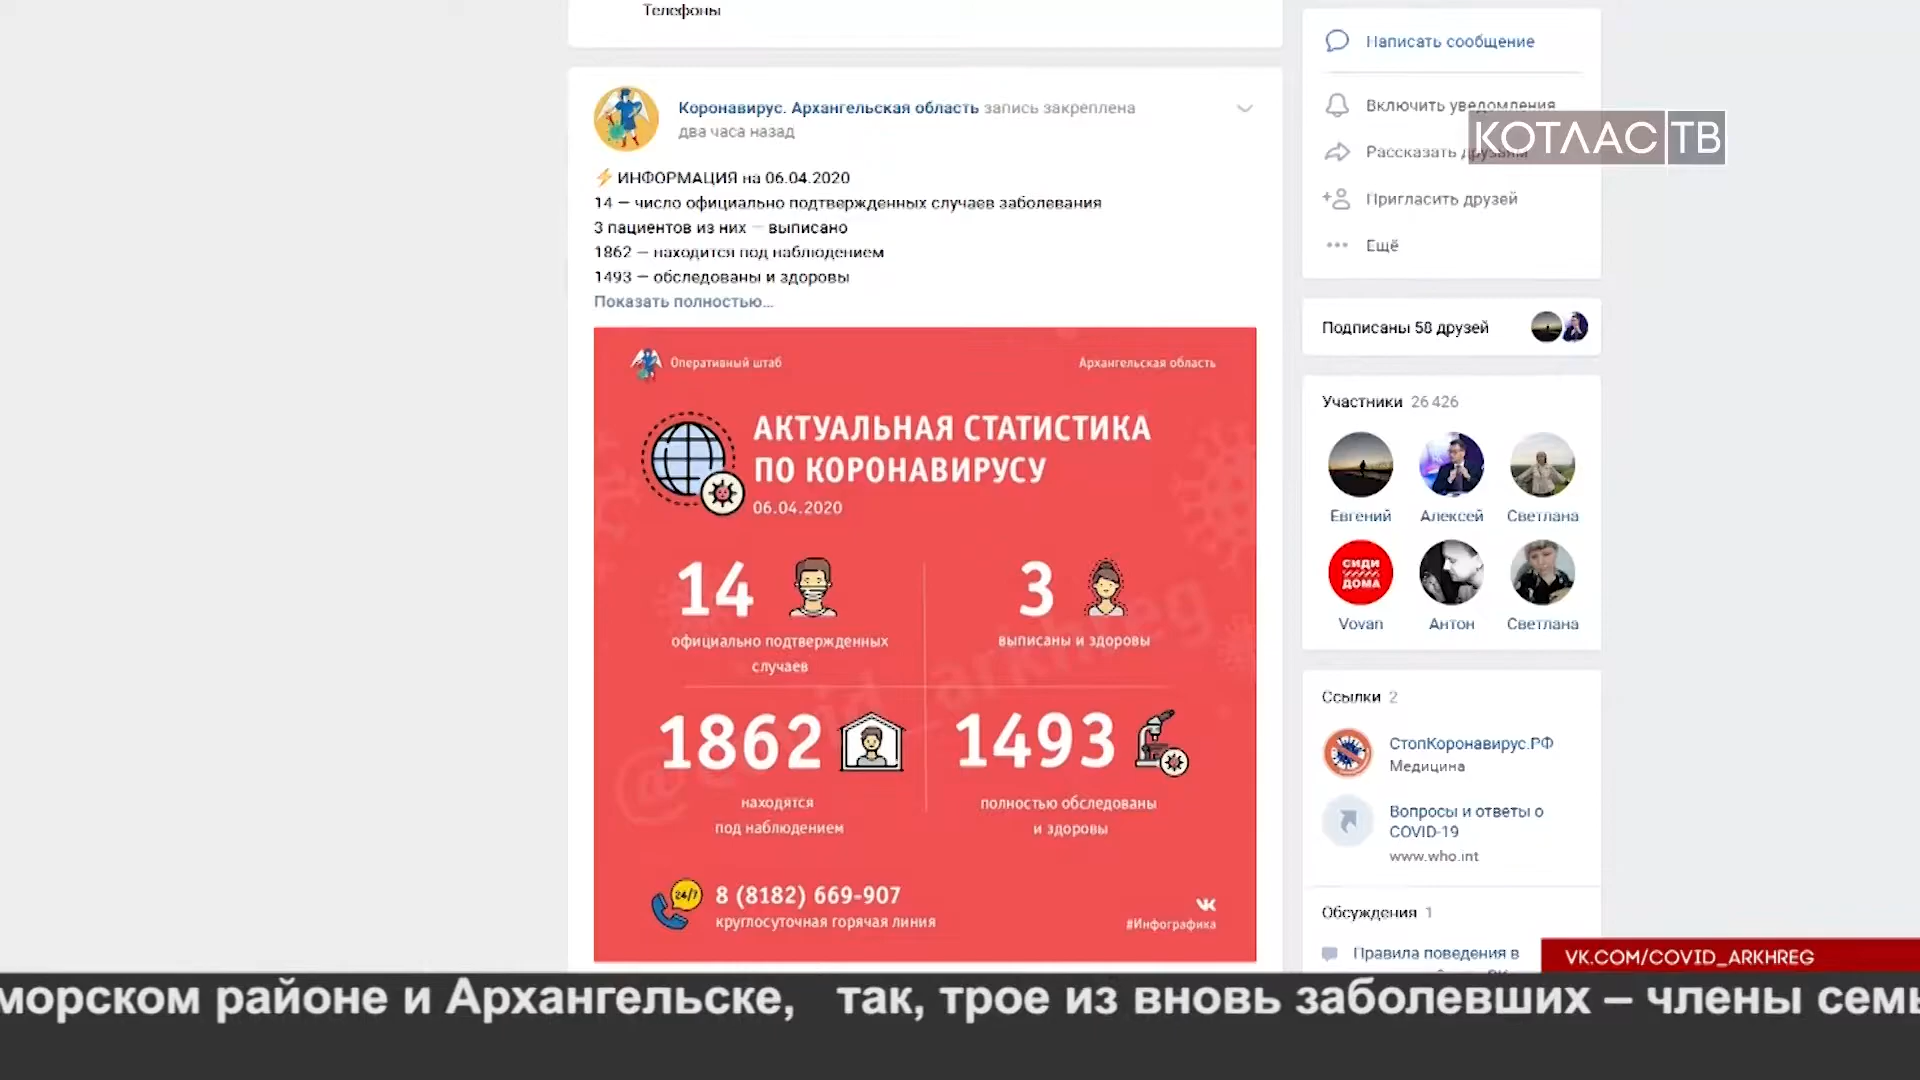 Телефоны
Коронавирус. Архангельская область запись закреплена
два часа назад
⚡ИНФОРМАЦИЯ на 06.04.2020
14 — число официально подтвержденных случаев заболевания
3 пациентов из них — выписано
1862 — находится под наблюдением
1493 — обследованы и здоровы
Показать полностью...
Оперативный штаб
Архангельская область
АКТУАЛЬНАЯ СТАТИСТИКА
ПО КОРОНАВИРУСУ
06.04.2020
14
официально подтвержденных
случаев
3
выписаны и здоровы
1862
находятся
под наблюдением
1493
полностью обследованы
и здоровы
@covid_arkhreg
24/7
8 (8182) 669-907
круглосуточная горячая линия
#Инфографика
Написать сообщение
Включить уведомления
Рассказать друзьям
Пригласить друзей
Ещё
КОТЛАС ТВ
Подписаны 58 друзей
Участники 26 426
Евгений
Алексей
Светлана
СИДИ
ДОМА
Vovan
Антон
Светлана
Ссылки 2
СтопКоронавирус.РФ
Медицина
Вопросы и ответы о
COVID-19
www.who.int
Обсуждения 1
Правила поведения в
VK.COM/COVID_ARKHREG
морском районе и Архангельске, так, трое из вновь заболевших – члены семь